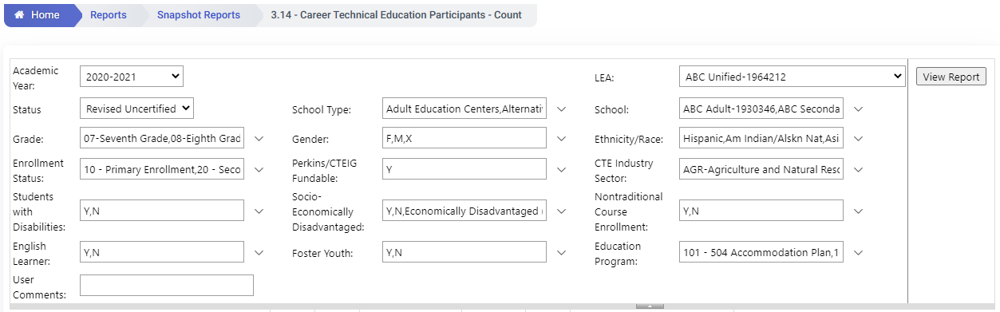 Home Reports Snapshot Reports 3.14 - Career Technical Education Participants - Count
Academic Year: 2020-2021 LEA: ABC Unified-1964212 View Report
Status Revised Uncertified School Type: Adult Education Centers,Alternati School: ABC Adult-1930346,ABC Seconda
Grade: 07-Seventh Grade,08-Eighth Grad Gender: F,M,X Ethnicity/Race: Hispanic,Am Indian/Alskn Nat,Asi
Enrollment Status: 10 - Primary Enrollment,20 - Seco Perkins/CTEIG Fundable: Y CTE Industry Sector: AGR-Agriculture and Natural Reso
Students with Disabilities: Y,N Socio-Economically Disadvantaged: Y,N,Economically Disadvantaged Nontraditional Course Enrollment: Y,N
English Learner: Y,N Foster Youth: Y,N Education Program: 101 - 504 Accommodation Plan,1
User Comments: